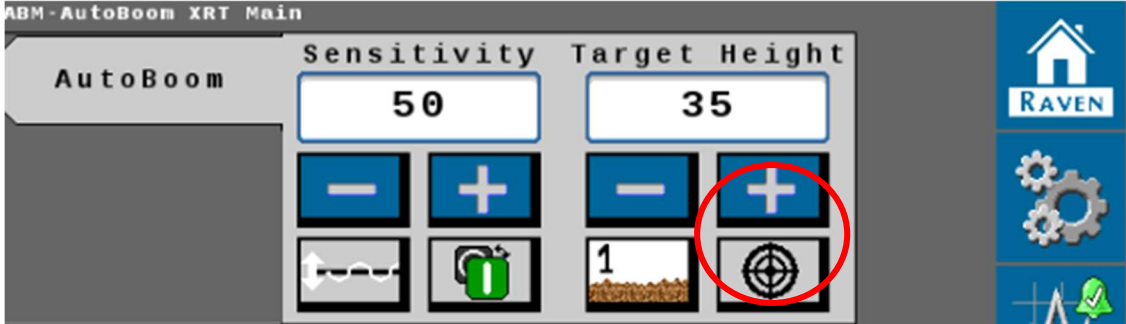 ABM-AutoBoom XRT Main
AutoBoom
Sensitivity
Target Height
50
35
1
RAVEN